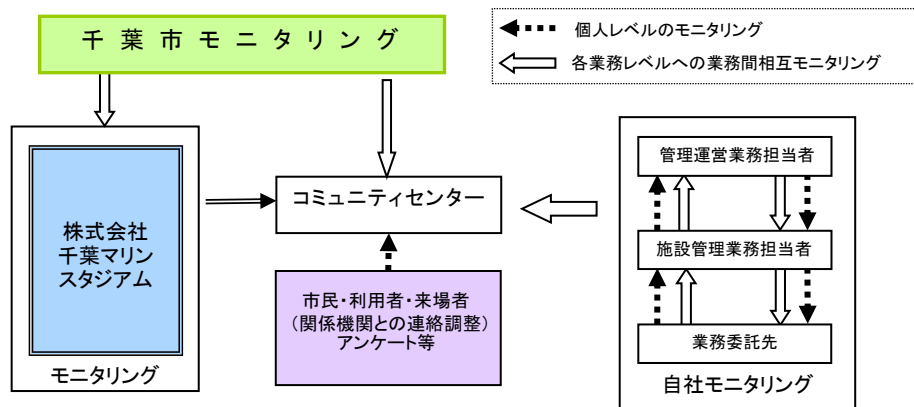 千葉市モニタリング
個人レベルのモニタリング
各業務レベルへの業務間相互モニタリング
株式会社
千葉マリン
スタジアム
モニタリング
コミュニティセンター
市民・利用者・来場者
（関係機関との連絡調整）
アンケート等
管理運営業務担当者
施設管理業務担当者
業務委託先
自社モニタリング